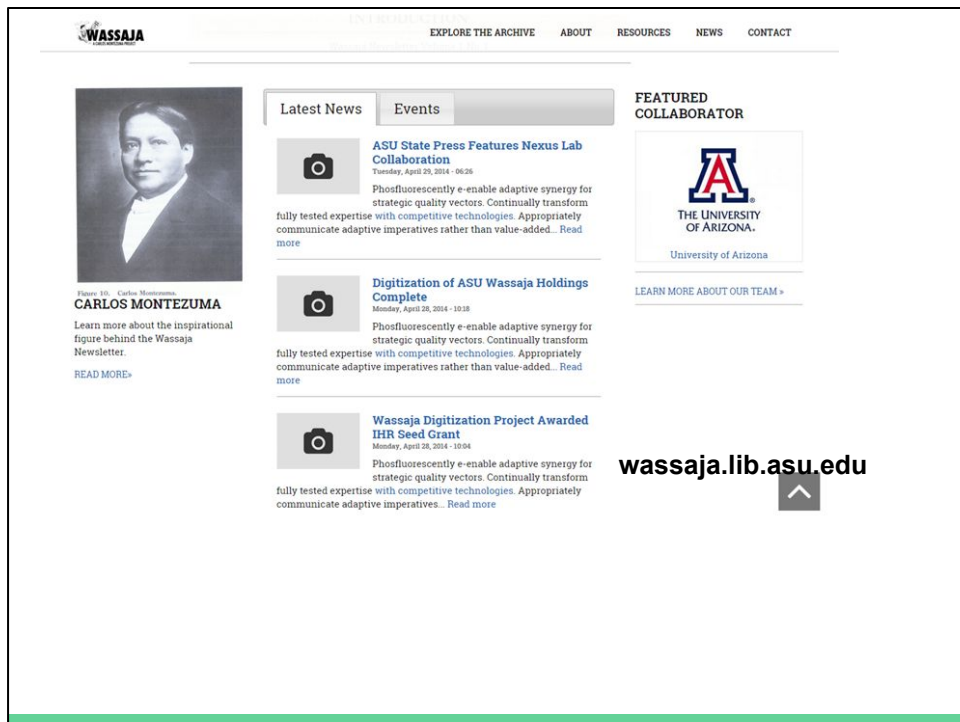 INTRODUCTION
WASSAJA
A CARLOS MONTEZUMA PROJECT
EXPLORE THE ARCHIVE ABOUT RESOURCES NEWS CONTACT
Figure 10. Carlos Montezuma.
CARLOS MONTEZUMA
Learn more about the inspirational
figure behind the Wassaja
Newsletter.
READ MORE»
Latest News Events
ASU State Press Features Nexus Lab
Collaboration
Tuesday, April 29, 2014 - 06:26
Phosfluorescently e-enable adaptive synergy for
strategic quality vectors. Continually transform
fully tested expertise with competitive technologies. Appropriately
communicate adaptive imperatives rather than value-added... Read
more
Digitization of ASU Wassaja Holdings
Complete
Monday, April 28, 2014 - 10:18
Phosfluorescently e-enable adaptive synergy for
strategic quality vectors. Continually transform
fully tested expertise with competitive technologies. Appropriately
communicate adaptive imperatives rather than value-added... Read
more
Wassaja Digitization Project Awarded
IHR Seed Grant
Monday, April 28, 2014 - 10:04
Phosfluorescently e-enable adaptive synergy for
strategic quality vectors. Continually transform
fully tested expertise with competitive technologies. Appropriately
communicate adaptive imperatives... Read more
FEATURED
COLLABORATOR
A
THE UNIVERSITY
OF ARIZONA.
University of Arizona
LEARN MORE ABOUT OUR TEAM »
wassaja.lib.asu.edu